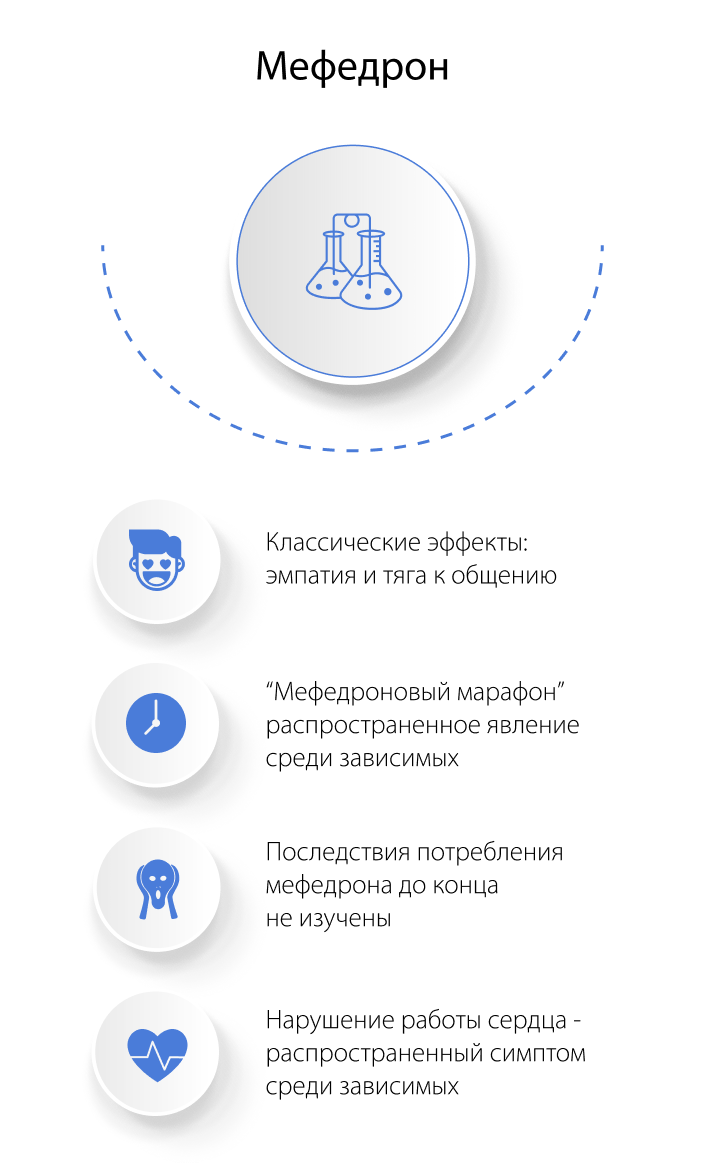 Мефедрон
Классические эффекты:
эмпатия и тяга к общению
“Мефедроновый марафон”
распространенное явление
среди зависимых
Последствия потребления
мефедрона до конца
не изучены
Нарушение работы сердца -
распространенный симптом
среди зависимых